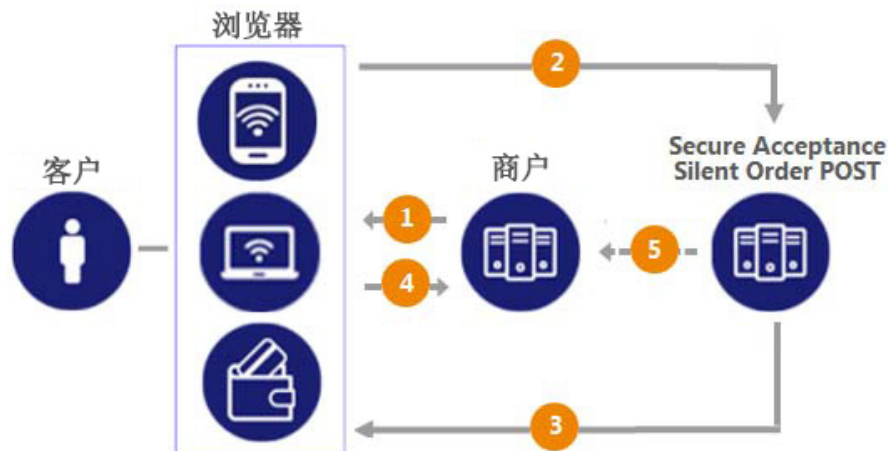 浏览器
2
Secure Acceptance
Silent Order POST
客户
商户
1
5
4
3